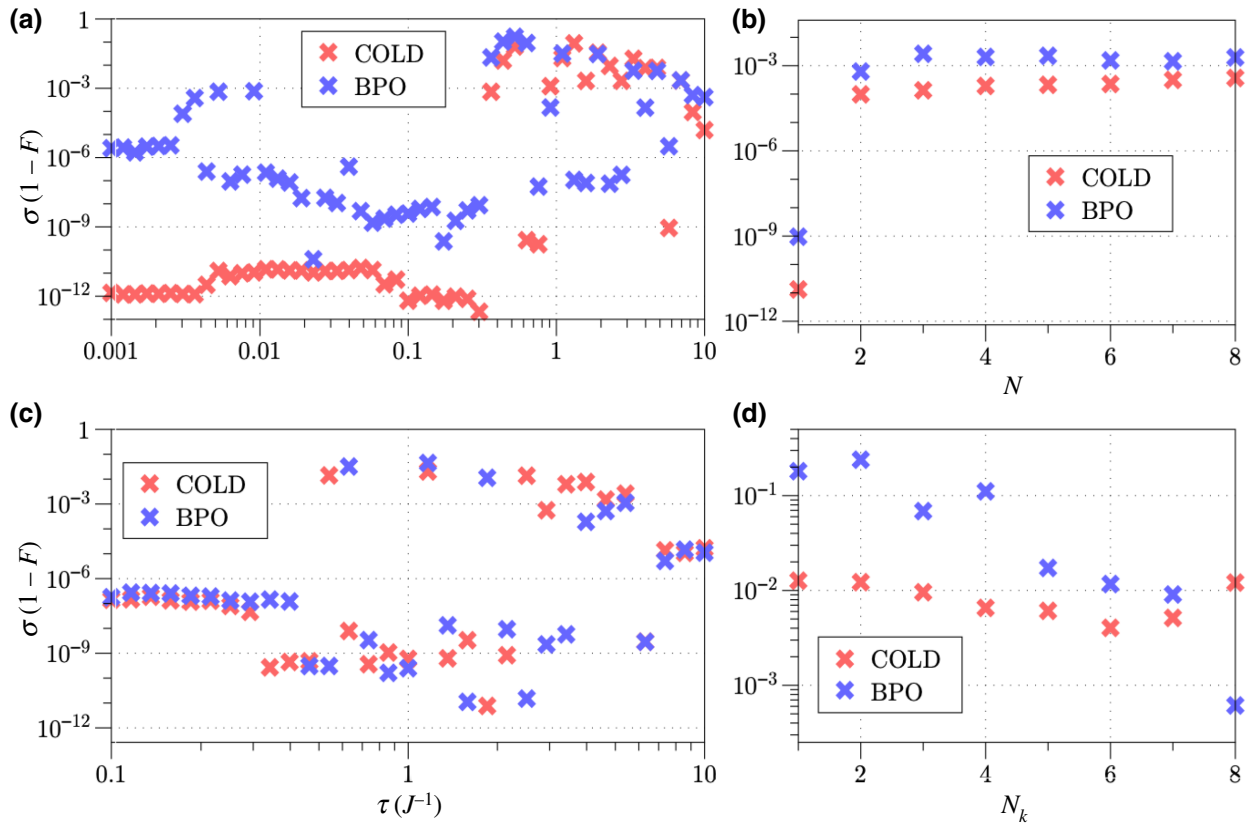 (a)
1
10⁻³
10⁻⁶
10⁻⁹
10⁻¹²
σ (1 − F)
COLD
BPO
0.001
0.01
0.1
1
10
(b)
10⁻³
10⁻⁶
10⁻⁹
10⁻¹²
COLD
BPO
2
4
6
8
N
(c)
1
10⁻³
10⁻⁶
10⁻⁹
10⁻¹²
σ (1 − F)
COLD
BPO
0.1
1
10
τ (J⁻¹)
(d)
10⁻¹
10⁻²
10⁻³
COLD
BPO
2
4
6
8
Nₖ